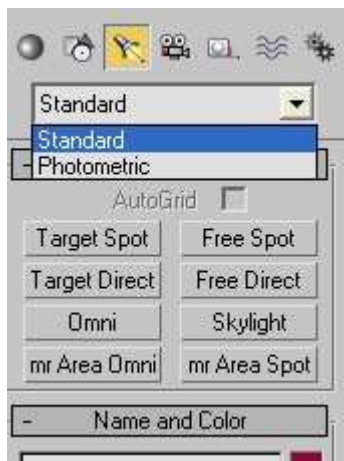 Standard
Standard
Photometric
AutoGrid
Target Spot Free Spot
Target Direct Free Direct
Omni Skylight
mr Area Omni mr Area Spot
- Name and Color